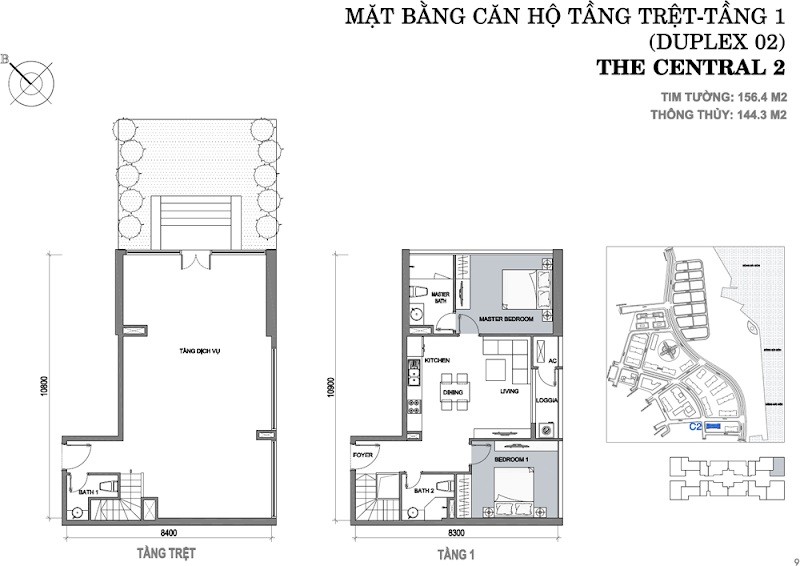 MẶT BẰNG CĂN HỘ TẦNG TRỆT-TẦNG 1
(DUPLEX 02)
THE CENTRAL 2
TIM TƯỜNG: 156.4 M2
THÔNG THỦY: 144.3 M2
B
TẦNG DỊCH VỤ
10800
BATH 1
8400
TẦNG TRỆT
10900
MASTER
BATH
MASTER BEDROOM
KITCHEN
AC
DINING
LIVING
LOGGIA
FOYER
BEDROOM 1
BATH 2
8300
TẦNG 1
C2
9